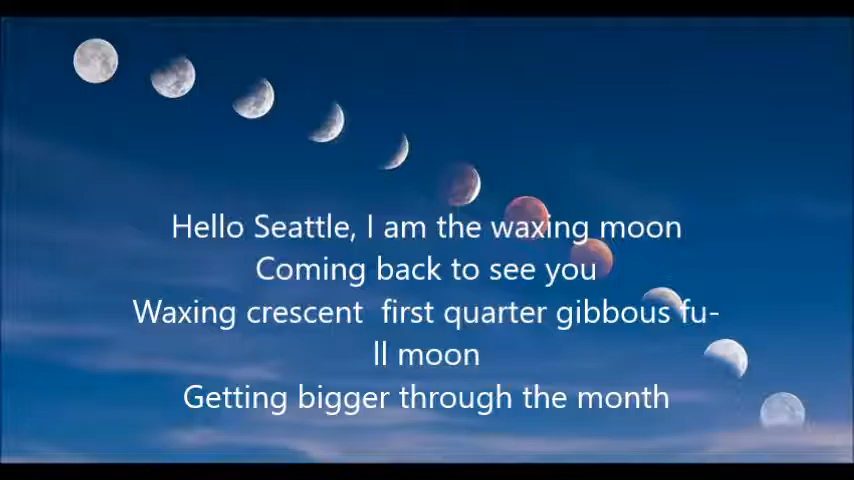 Hello Seattle, I am the waxing moon
Coming back to see you
Waxing crescent  first quarter gibbous fu-
ll moon
Getting bigger through the month